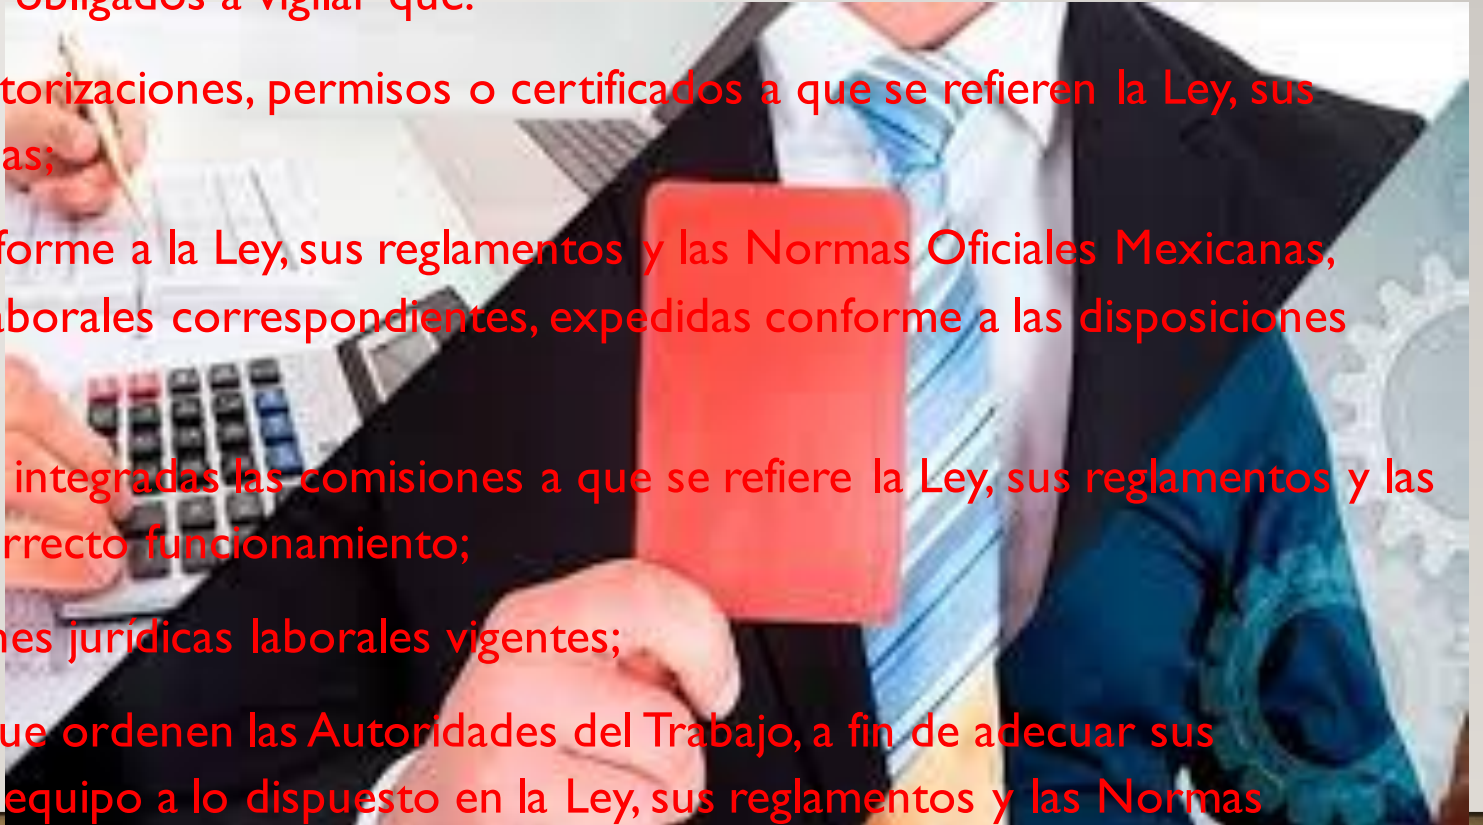 obligados a vigilar que:
torizaciones, permisos o certificados a que se refieren la Ley, sus
as;
forme a la Ley, sus reglamentos y las Normas Oficiales Mexicanas,
aborales correspondientes, expedidas conforme a las disposiciones
integradas las comisiones a que se refiere la Ley, sus reglamentos y las
rrecto funcionamiento;
nes jurídicas laborales vigentes;
ue ordenen las Autoridades del Trabajo, a fin de adecuar sus
equipo a lo dispuesto en la Ley, sus reglamentos y las Normas